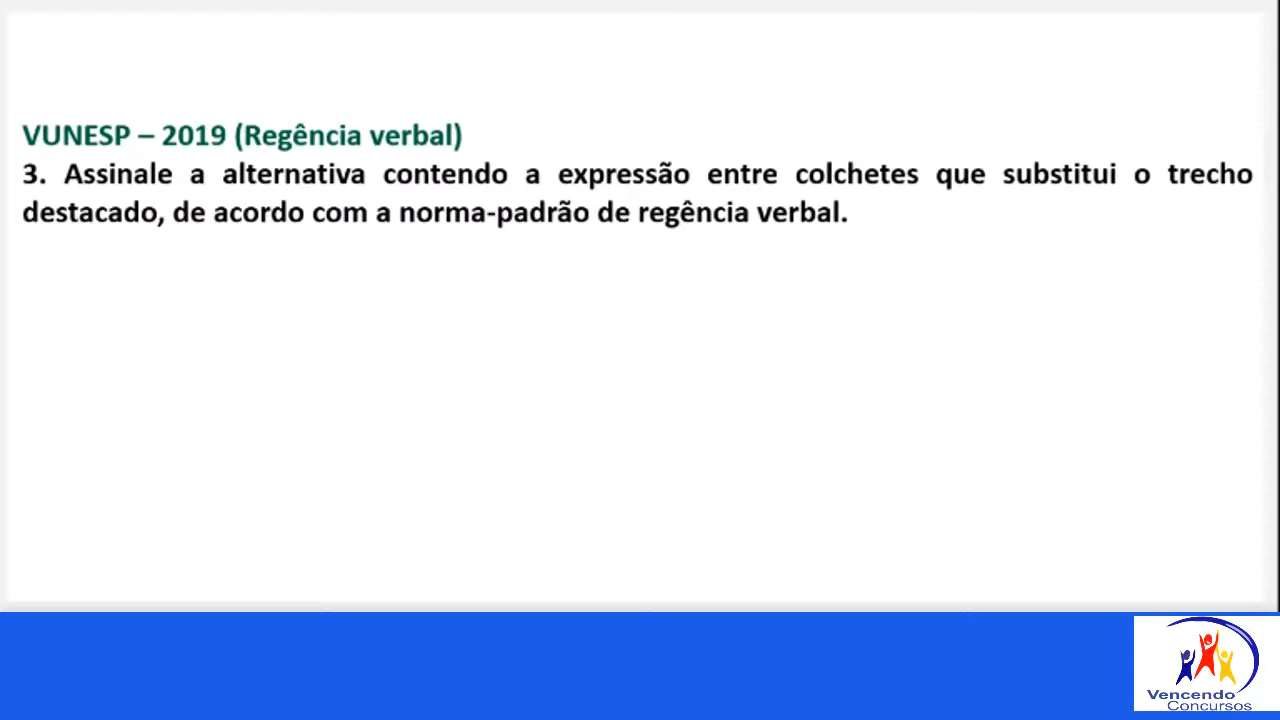 VUNESP – 2019 (Regência verbal)
3. Assinale a alternativa contendo a expressão entre colchetes que substitui o trecho
destacado, de acordo com a norma-padrão de regência verbal.
Vencendo
Concursos